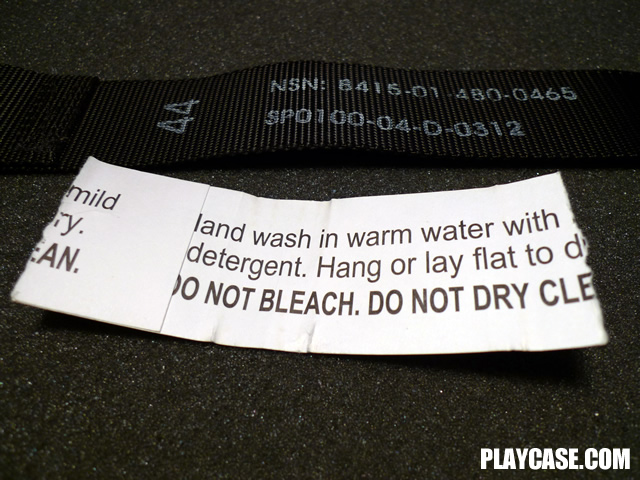 44
NSN: 8415-01-480-0465
SP0100-04-D-0312
mild
ry.
EAN.
Hand wash in warm water with
detergent. Hang or lay flat to d
DO NOT BLEACH. DO NOT DRY CLE
PLAYCASE.COM